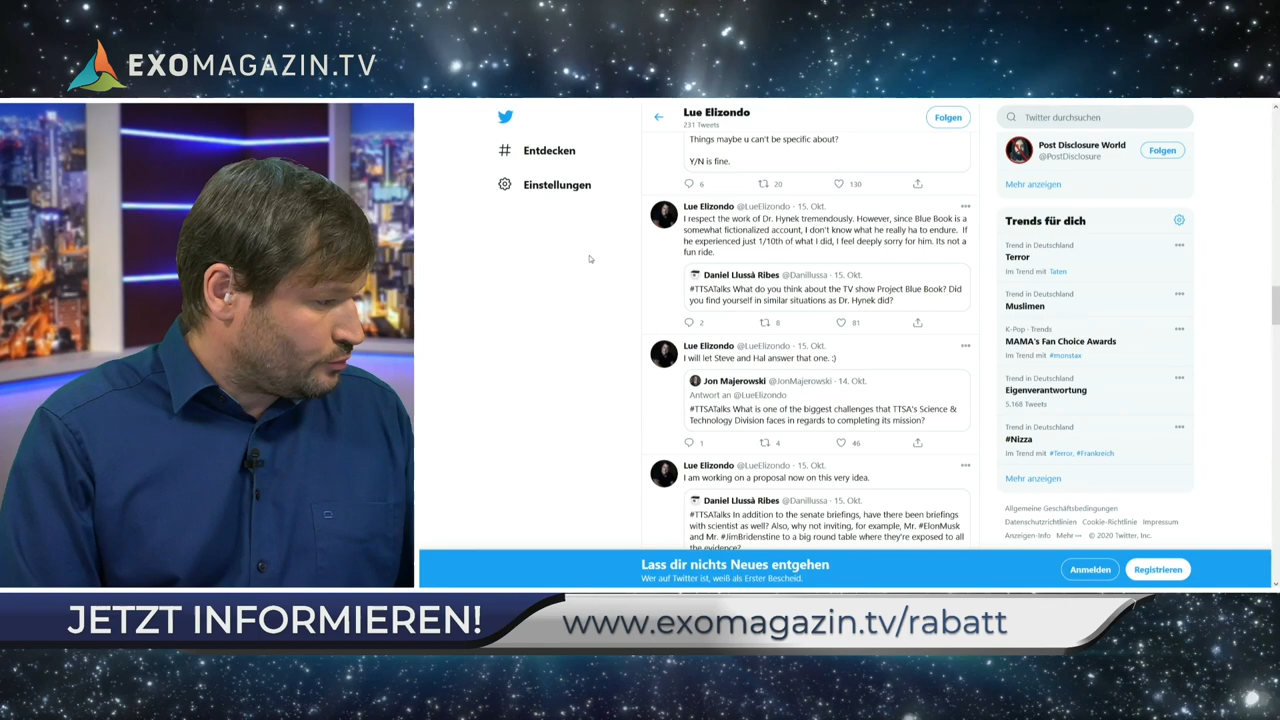 EXOMAGAZIN.TV
Entdecken
Einstellungen
Lue Elizondo
231 Tweets
Folgen
Things maybe u can't be specific about?
Y/N is fine.
6 20 130
Lue Elizondo @LueElizondo · 15. Okt.
I respect the work of Dr. Hynek tremendously. However, since Blue Book is a
somewhat fictionalized account, I don't know what he really ha to endure. If
he experienced just 1/10th of what I did, I feel deeply sorry for him. Its not a
fun ride.
Daniel Llussà Ribes @Danillussa · 15. Okt.
#TTSATalks What do you think about the TV show Project Blue Book? Did
you find yourself in similar situations as Dr. Hynek did?
2 8 81
Lue Elizondo @LueElizondo · 15. Okt.
I will let Steve and Hal answer that one. :)
Jon Majerowski @JonMajerowski · 14. Okt.
Antwort an @LueElizondo
#TTSATalks What is one of the biggest challenges that TTSA's Science &
Technology Division faces in regards to completing its mission?
1 4 46
Lue Elizondo @LueElizondo · 15. Okt.
I am working on a proposal now on this very idea.
Daniel Llussà Ribes @Danillussa · 15. Okt.
#TTSATalks In addition to the senate briefings, have there been briefings
with scientist as well? Also, why not inviting, for example, Mr. #ElonMusk
and Mr. #JimBridenstine to a big round table where they're exposed to all
the evidence?
Twitter durchsuchen
Post Disclosure World
@PostDisclosure
Folgen
Mehr anzeigen
Trends für dich
Trend in Deutschland
Terror
Im Trend mit Taten
Trend in Deutschland
Muslimen
K-Pop · Trends
MAMA's Fan Choice Awards
Im Trend mit #monstax
Trend in Deutschland
Eigenverantwortung
5.168 Tweets
Trend in Deutschland
#Nizza
Im Trend mit #Terror, #Frankreich
Mehr anzeigen
Allgemeine Geschäftsbedingungen
Datenschutzrichtlinien Cookie-Richtlinie Impressum
Anzeigen-Info Mehr ··· © 2020 Twitter, Inc.
Lass dir nichts Neues entgehen
Wer auf Twitter ist, weiß als Erster Bescheid.
Anmelden
Registrieren
JETZT INFORMIEREN!
www.exomagazin.tv/rabatt